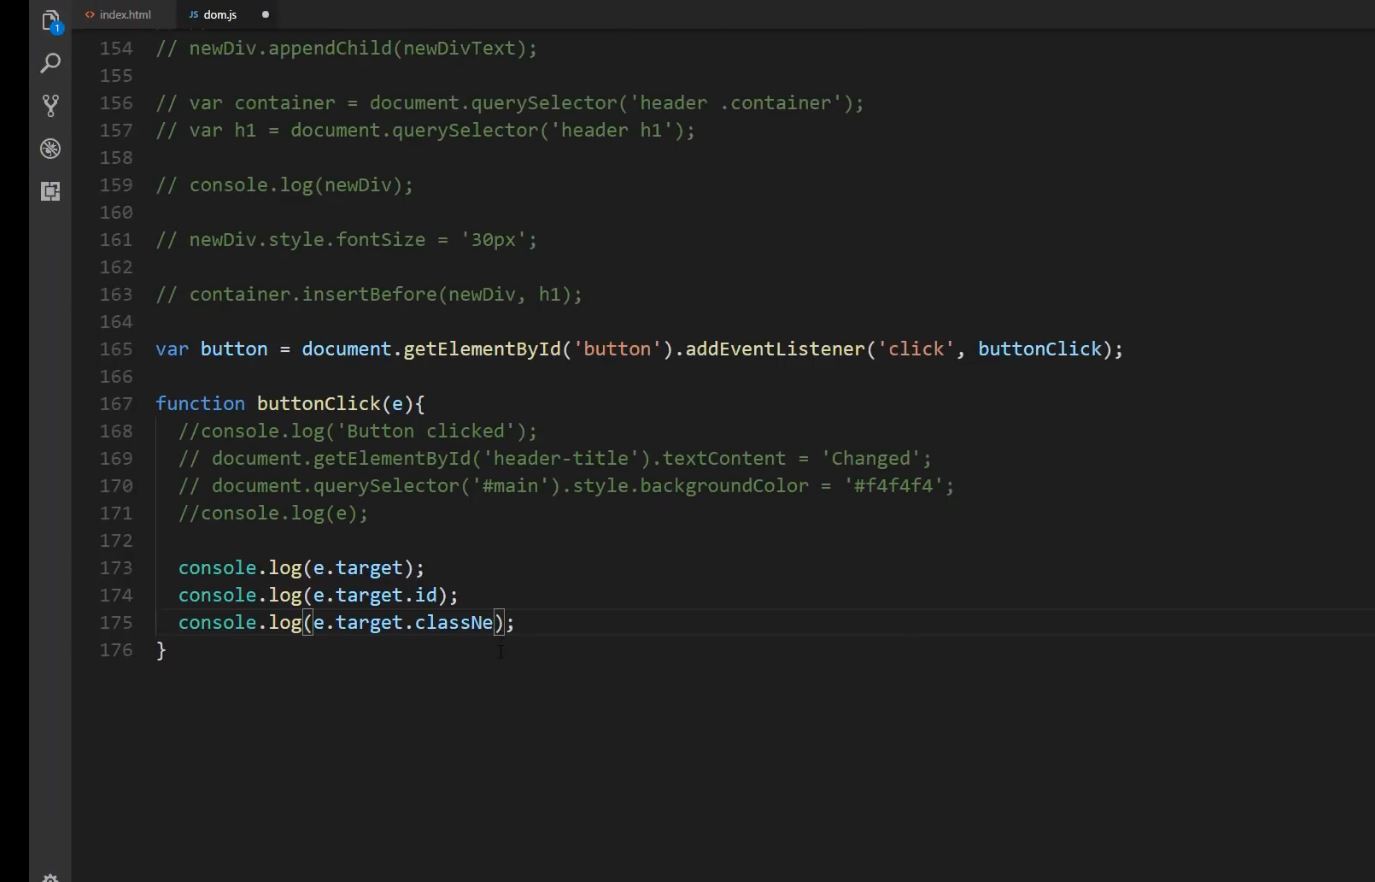 1
<> index.html JS dom.js
154 // newDiv.appendChild(newDivText);
155
156 // var container = document.querySelector('header .container');
157 // var h1 = document.querySelector('header h1');
158
159 // console.log(newDiv);
160
161 // newDiv.style.fontSize = '30px';
162
163 // container.insertBefore(newDiv, h1);
164
165 var button = document.getElementById('button').addEventListener('click', buttonClick);
166
167 function buttonClick(e){
168 //console.log('Button clicked');
169 // document.getElementById('header-title').textContent = 'Changed';
170 // document.querySelector('#main').style.backgroundColor = '#f4f4f4';
171 //console.log(e);
172
173 console.log(e.target);
174 console.log(e.target.id);
175 console.log(e.target.classNe);
176 }